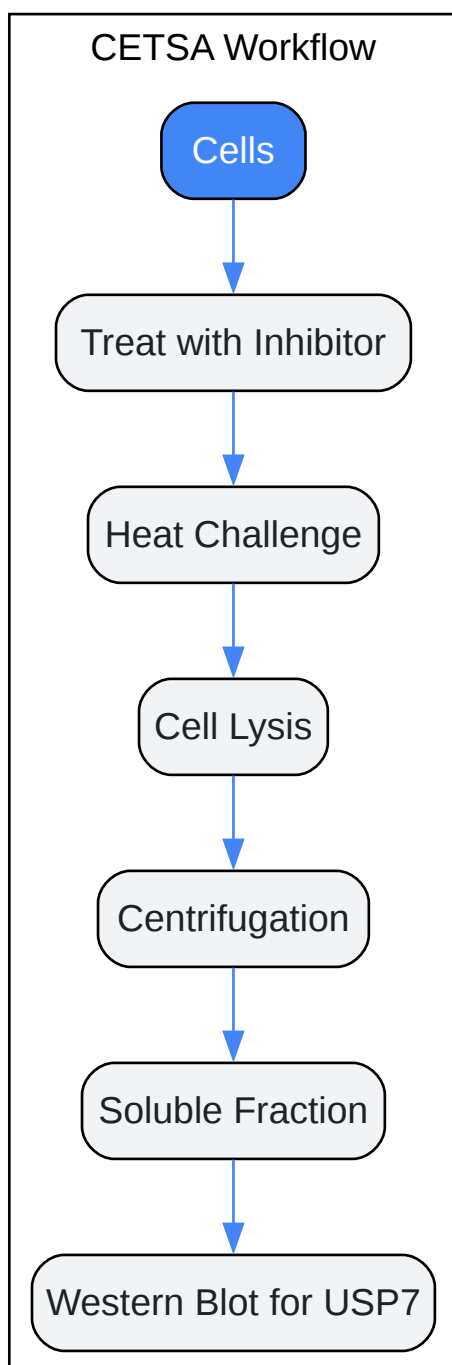 CETSA Workflow
Cells
Treat with Inhibitor
Heat Challenge
Cell Lysis
Centrifugation
Soluble Fraction
Western Blot for USP7